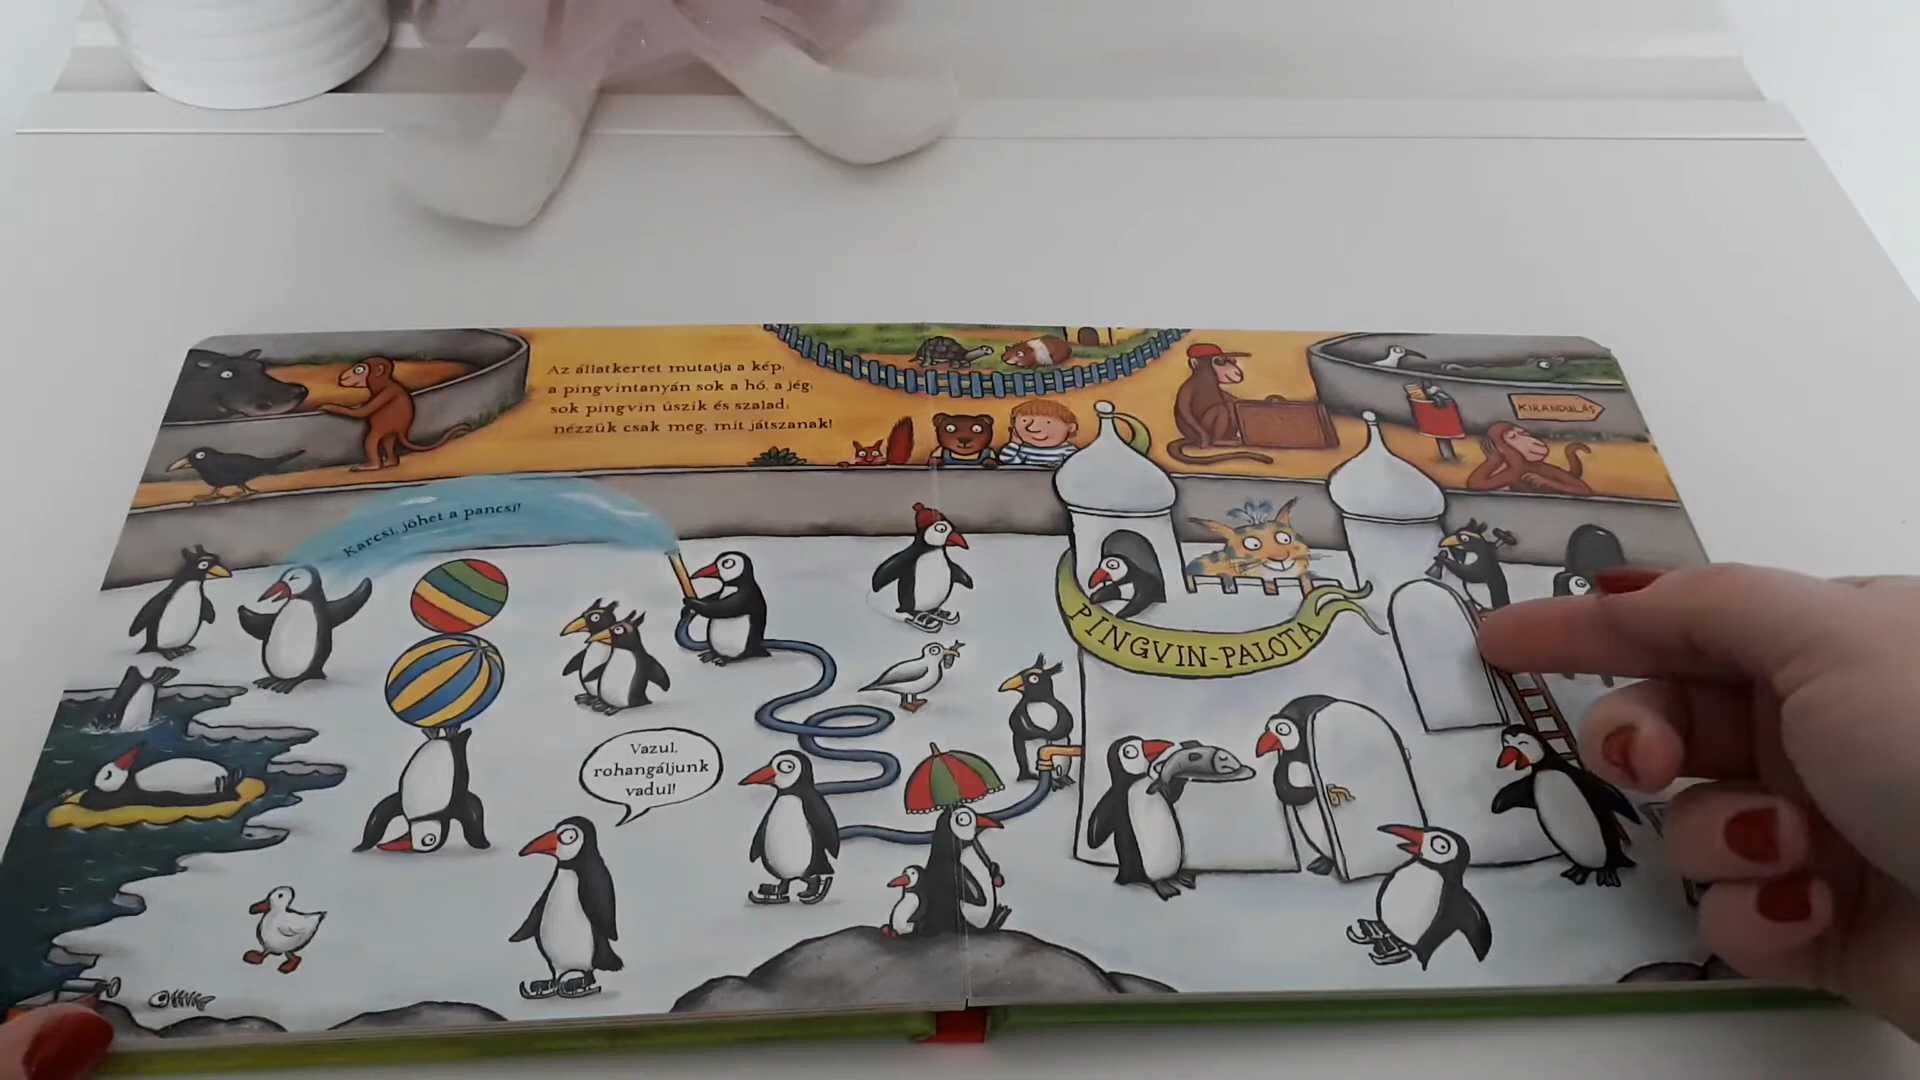 Az állatkertet mutatja a kép:
a pingvintanyán sok a hó, a jég;
sok pingvin úszik és szalad;
nézzük csak meg, mit játszanak!
KIRÁNDULÁS
Karcsi, jöhet a pancsi!
PINGVIN-PALOTA
Vazul,
rohangáljunk
vadul!